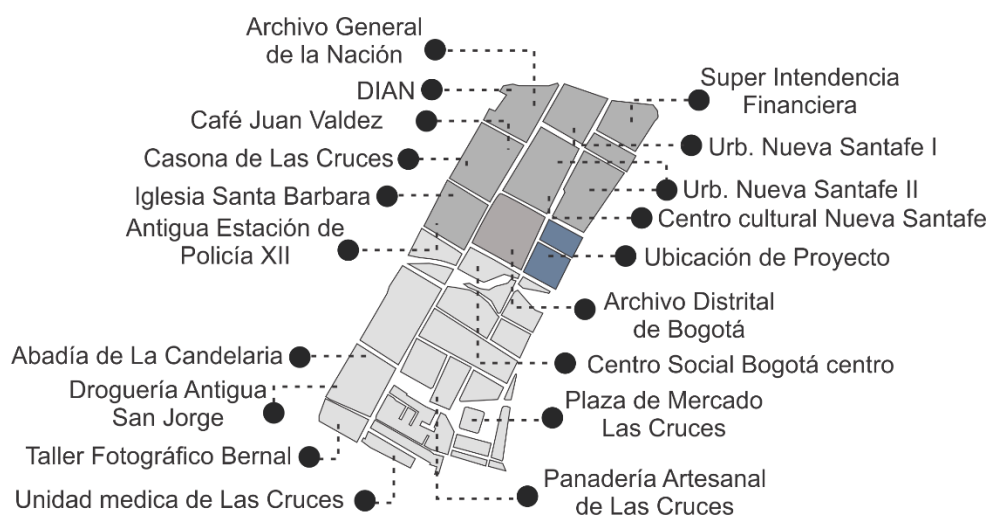 Archivo General
de la Nación
DIAN
Café Juan Valdez
Casona de Las Cruces
Iglesia Santa Barbara
Antigua Estación de
Policía XII
Abadía de La Candelaria
Droguería Antigua
San Jorge
Taller Fotográfico Bernal
Unidad medica de Las Cruces
Super Intendencia
Financiera
Urb. Nueva Santafe I
Urb. Nueva Santafe II
Centro cultural Nueva Santafe
Ubicación de Proyecto
Archivo Distrital
de Bogotá
Centro Social Bogotá centro
Plaza de Mercado
Las Cruces
Panadería Artesanal
de Las Cruces